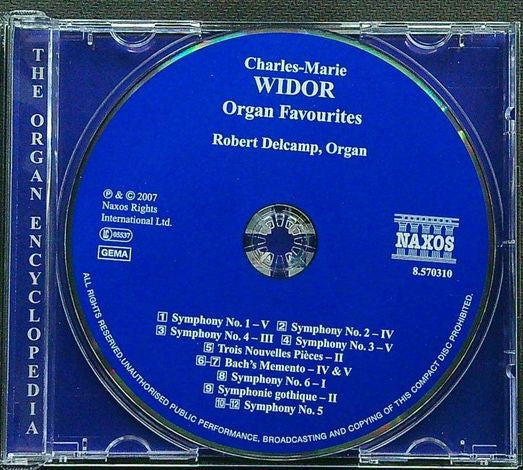 THE ORGAN ENCYCLOPEDIA
Charles-Marie
WIDOR
Organ Favourites
Robert Delcamp, Organ
℗ & © 2007
Naxos Rights
International Ltd.
LC 05537
GEMA
NAXOS
8.570310
1 Symphony No. 1 – V 2 Symphony No. 2 – IV
3 Symphony No. 4 – III 4 Symphony No. 3 – V
5 Trois Nouvelles Pièces – II
6–7 Bach's Memento – IV & V
8 Symphony No. 6 – I
9 Symphonie gothique – II
10–12 Symphony No. 5
ALL RIGHTS RESERVED. UNAUTHORISED PUBLIC PERFORMANCE, BROADCASTING AND COPYING OF THIS COMPACT DISC PROHIBITED.